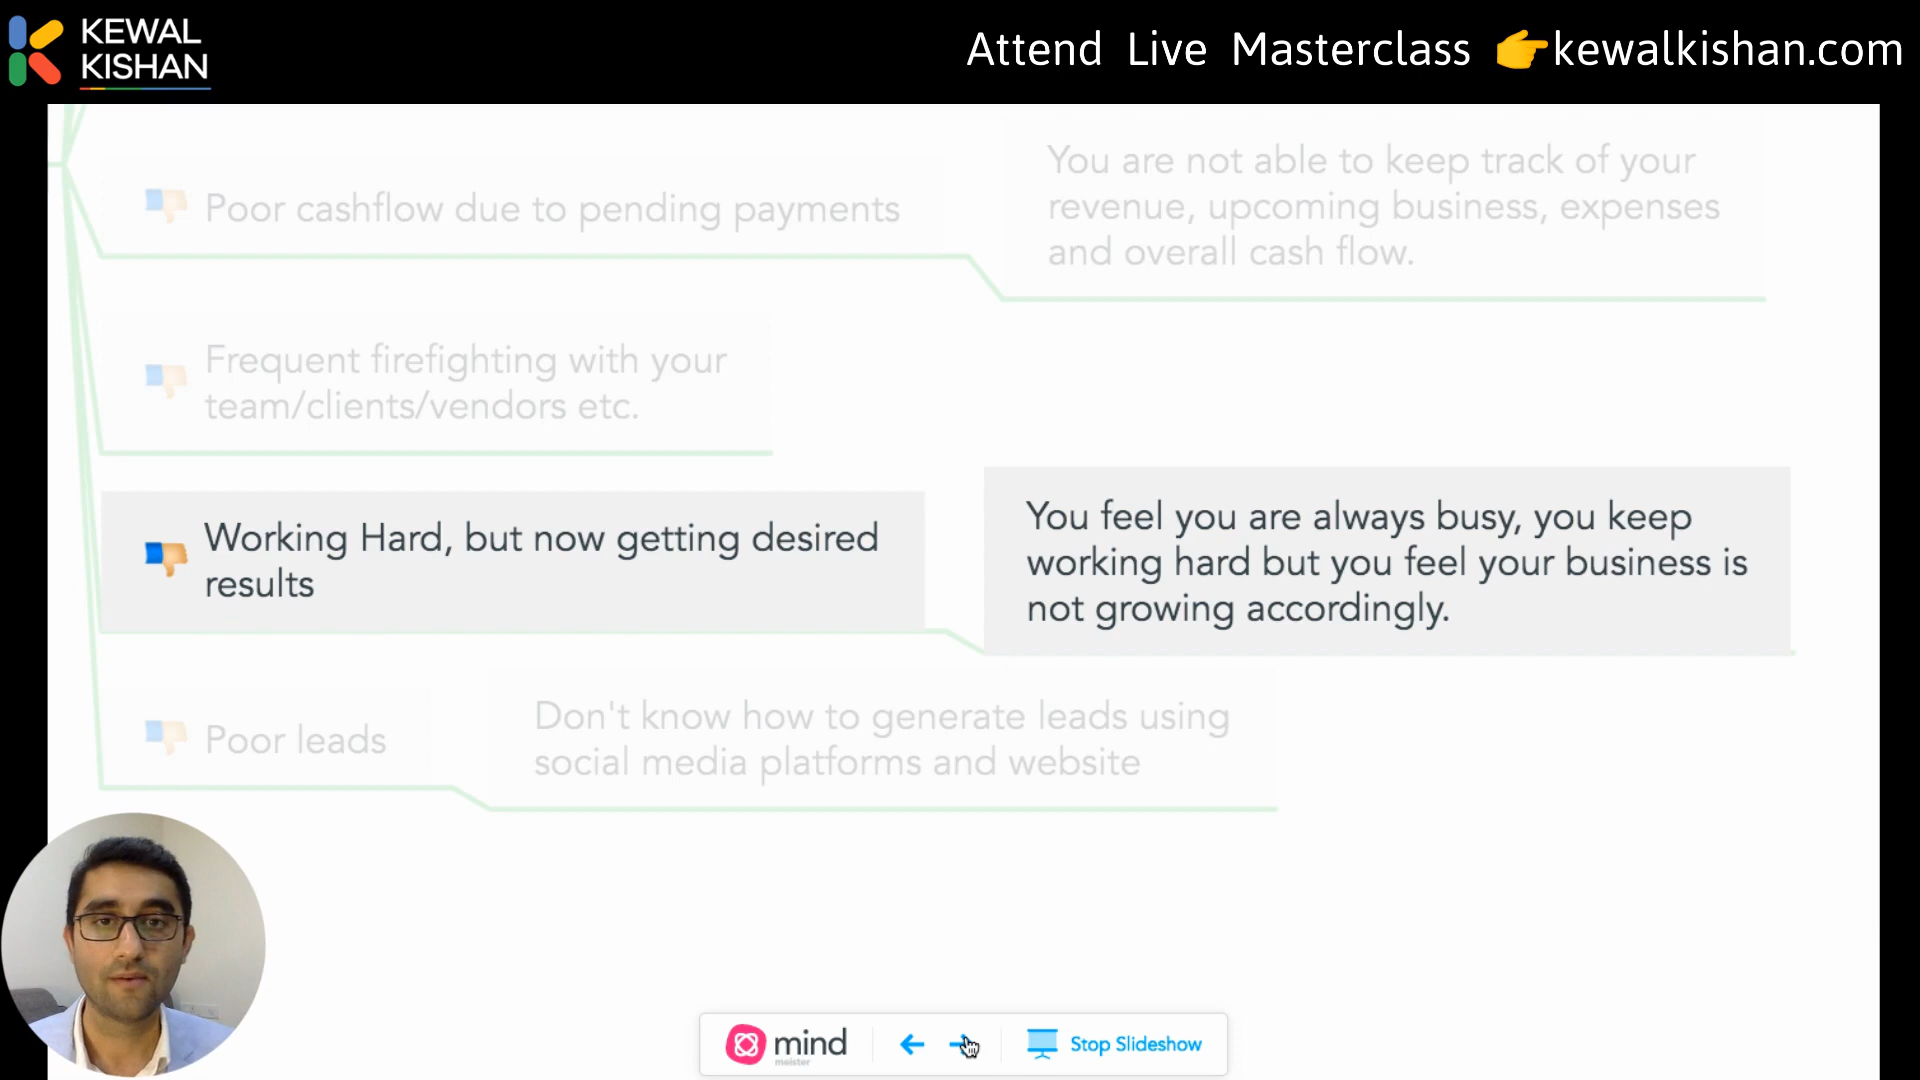 KEWAL
KISHAN
Attend Live Masterclass 👉kewalkishan.com
Poor cashflow due to pending payments
You are not able to keep track of your
revenue, upcoming business, expenses
and overall cash flow.
Frequent firefighting with your
team/clients/vendors etc.
Working Hard, but now getting desired
results
You feel you are always busy, you keep
working hard but you feel your business is
not growing accordingly.
Poor leads
Don't know how to generate leads using
social media platforms and website
mind
meister
Stop Slideshow